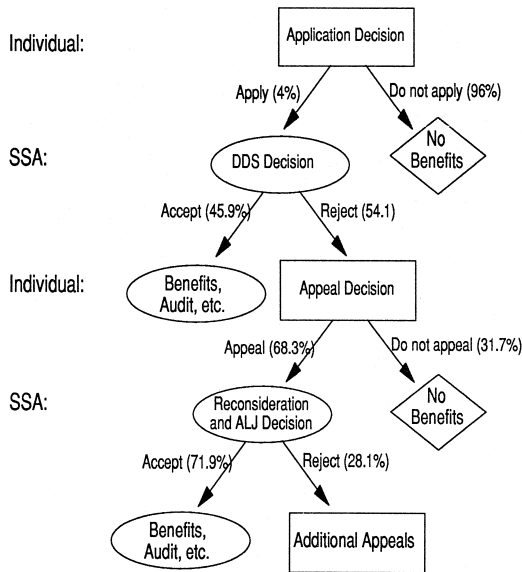 Individual:
Application Decision
Apply (4%)
Do not apply (96%)
SSA:
DDS Decision
No
Benefits
Accept (45.9%)
Reject (54.1)
Individual:
Benefits,
Audit, etc.
Appeal Decision
Appeal (68.3%)
Do not appeal (31.7%)
SSA:
Reconsideration
and ALJ Decision
No
Benefits
Accept (71.9%)
Reject (28.1%)
Benefits,
Audit, etc.
Additional Appeals